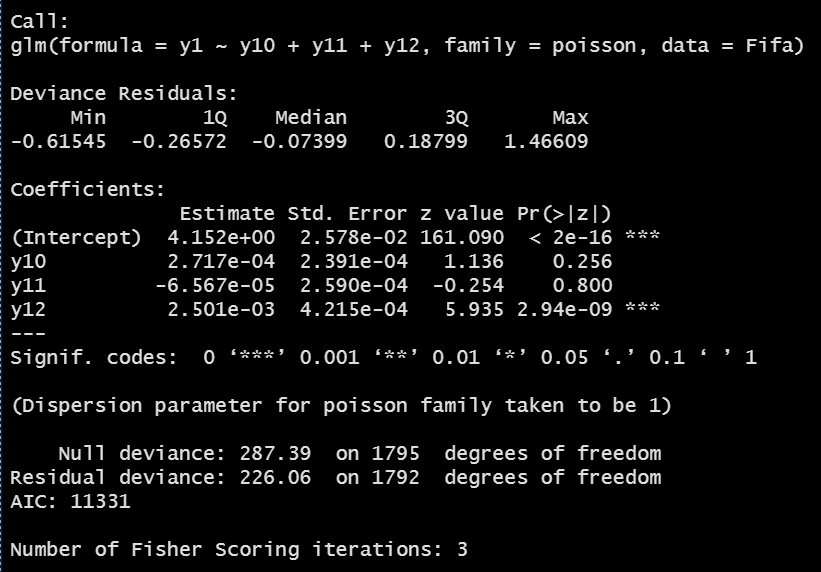 Call:
glm(formula = y1 ~ y10 + y11 + y12, family = poisson, data = Fifa)
Deviance Residuals:
Min 1Q Median 3Q Max
-0.61545 -0.26572 -0.07399 0.18799 1.46609
Coefficients:
Estimate Std. Error z value Pr(>|z|)
(Intercept) 4.152e+00 2.578e-02 161.090 < 2e-16 ***
y10 2.717e-04 2.391e-04 1.136 0.256
y11 -6.567e-05 2.590e-04 -0.254 0.800
y12 2.501e-03 4.215e-04 5.935 2.94e-09 ***
---
Signif. codes: 0 ‘***’ 0.001 ‘**’ 0.01 ‘*’ 0.05 ‘.’ 0.1 ‘ ’ 1
(Dispersion parameter for poisson family taken to be 1)
Null deviance: 287.39 on 1795 degrees of freedom
Residual deviance: 226.06 on 1792 degrees of freedom
AIC: 11331
Number of Fisher Scoring iterations: 3